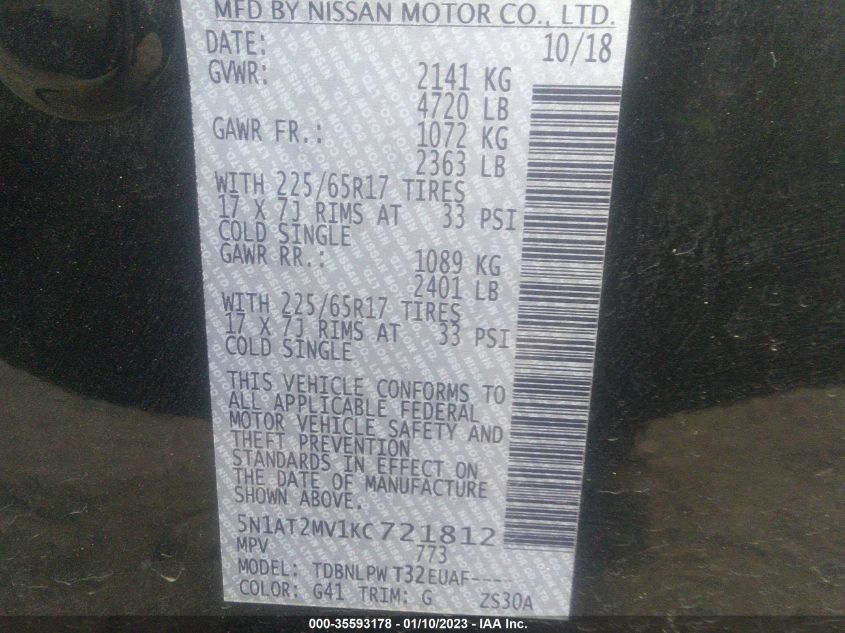 MFD BY NISSAN MOTOR CO., LTD.
DATE: 10/18
GVWR: 2141 KG
4720 LB
GAWR FR.: 1072 KG
2363 LB
WITH 225/65R17 TIRES
17 X 7J RIMS AT 33 PSI
COLD SINGLE
GAWR RR.: 1089 KG
2401 LB
WITH 225/65R17 TIRES
17 X 7J RIMS AT 33 PSI
COLD SINGLE
THIS VEHICLE CONFORMS TO
ALL APPLICABLE FEDERAL
MOTOR VEHICLE SAFETY AND
THEFT PREVENTION
STANDARDS IN EFFECT ON
THE DATE OF MANUFACTURE
SHOWN ABOVE.
5N1AT2MV1KC721812
MPV 773
MODEL: TDBNLPW T32EUAF----
COLOR: G41 TRIM: G ZS30A
000-35593178 - 01/10/2023 - IAA Inc.